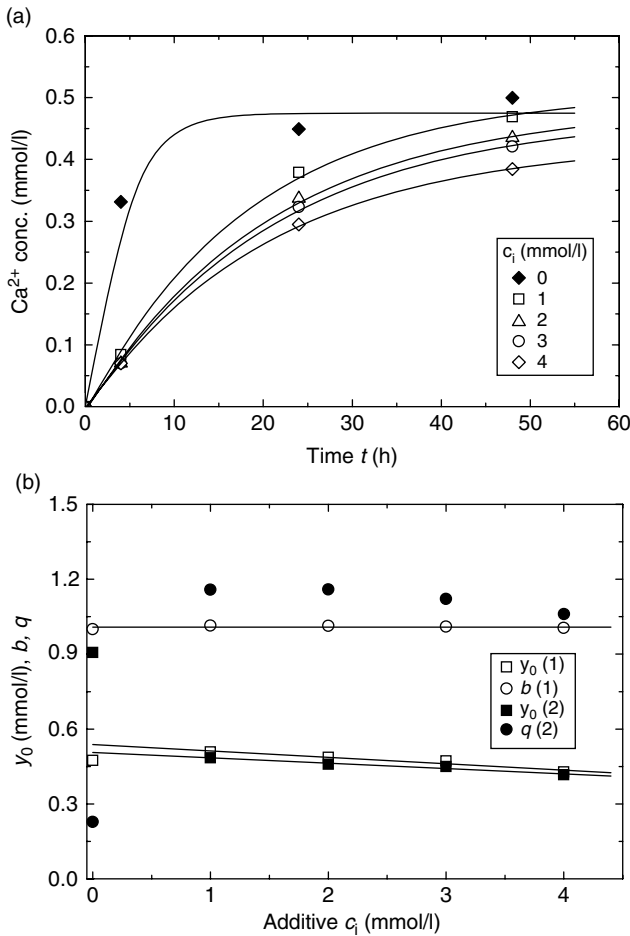 (a)
0.6
0.5
0.4
0.3
0.2
0.1
0.0
Ca2+ conc. (mmol/l)
c_i (mmol/l)
0
1
2
3
4
0 10 20 30 40 50 60
Time t (h)
(b)
1.5
1.2
0.9
0.6
0.3
0.0
y0 (mmol/l), b, q
y0 (1)
b (1)
y0 (2)
q (2)
0 1 2 3 4
Additive ci (mmol/l)